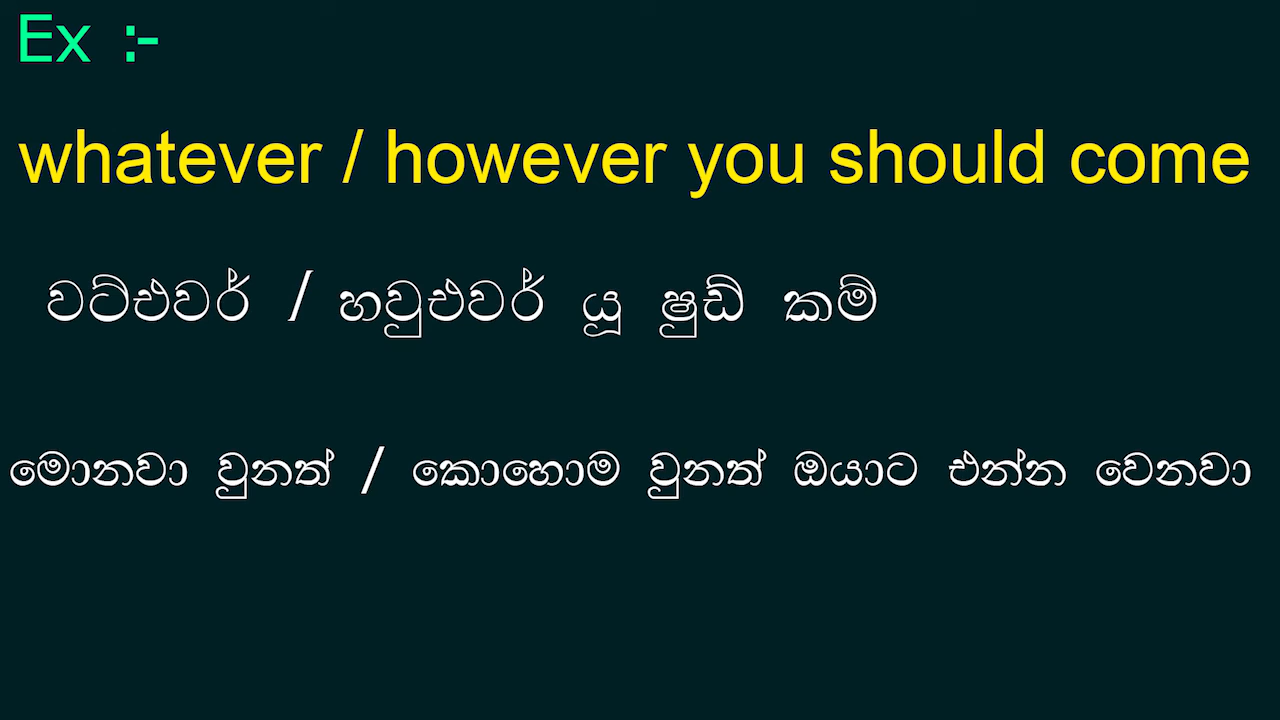 Ex :-
whatever / however you should come
වට්එවර් / හවුඑවර් යූ ෂුඩ් කම්
මොනවා වුනත් / කොහොම වුනත් ඔයාට එන්න වෙනවා